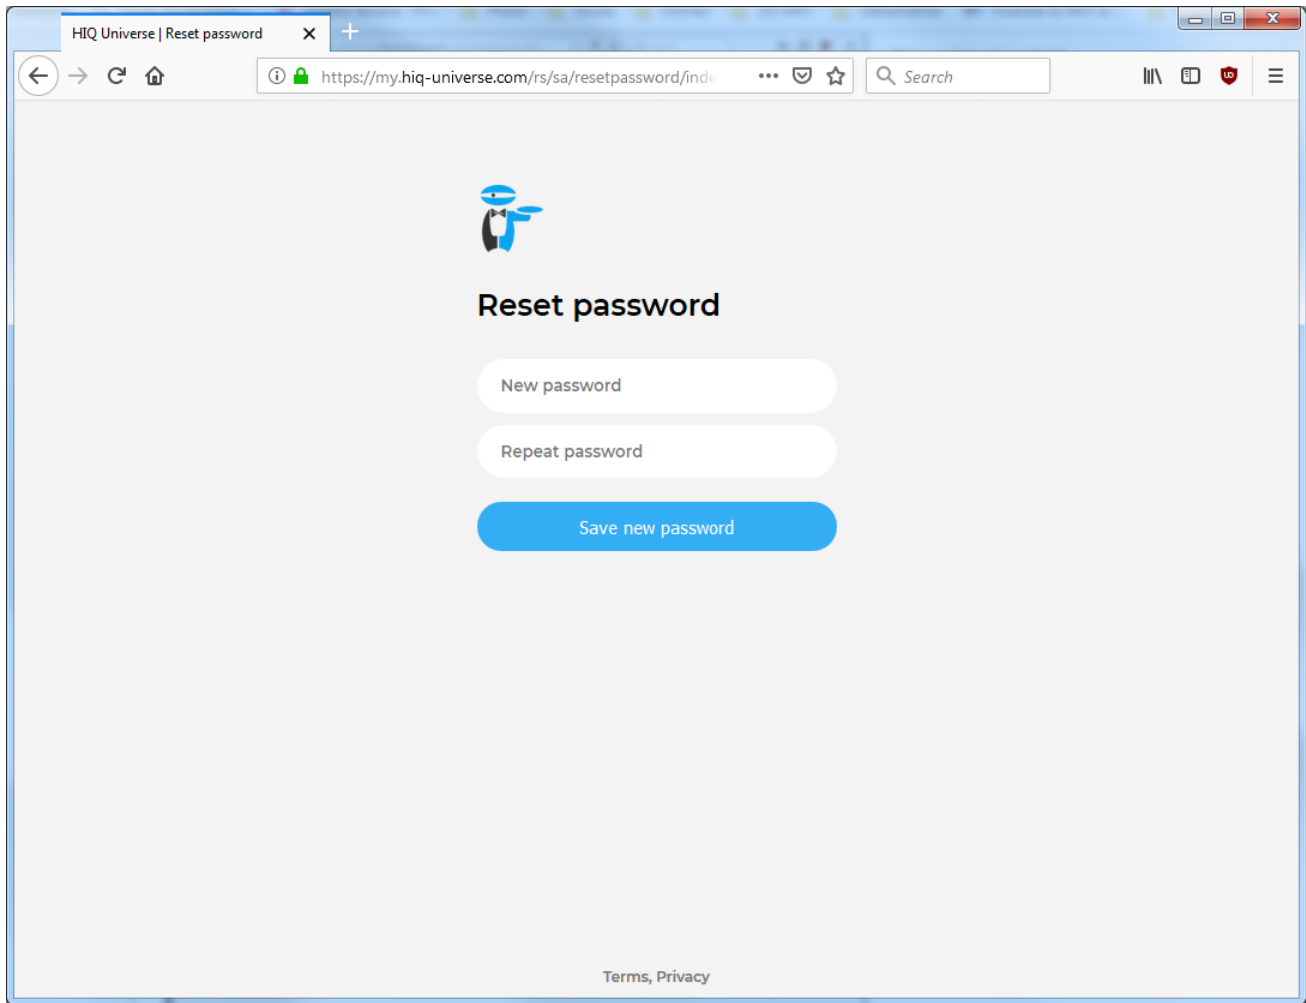 HIQ Universe | Reset password
https://my.hiq-universe.com/rs/sa/resetpassword/inde
Search
Reset password
New password
Repeat password
Save new password
Terms, Privacy